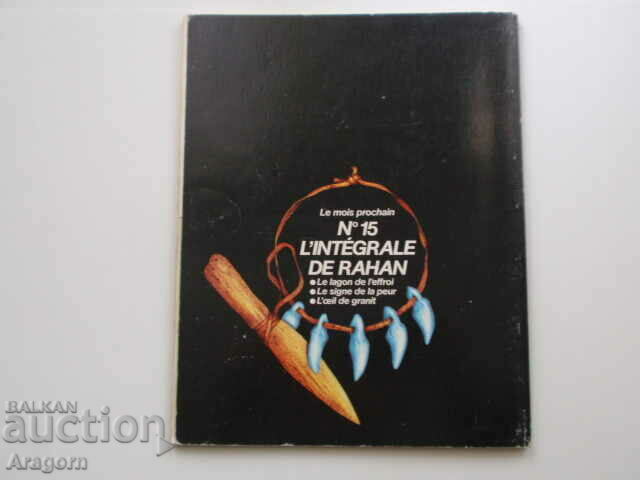 Le mois prochain
N° 15
L'INTÉGRALE
DE RAHAN
● Le lagon de l'effroi
● Le signe de la peur
● L'œil de granit
BALKAN
auction
Aragorn